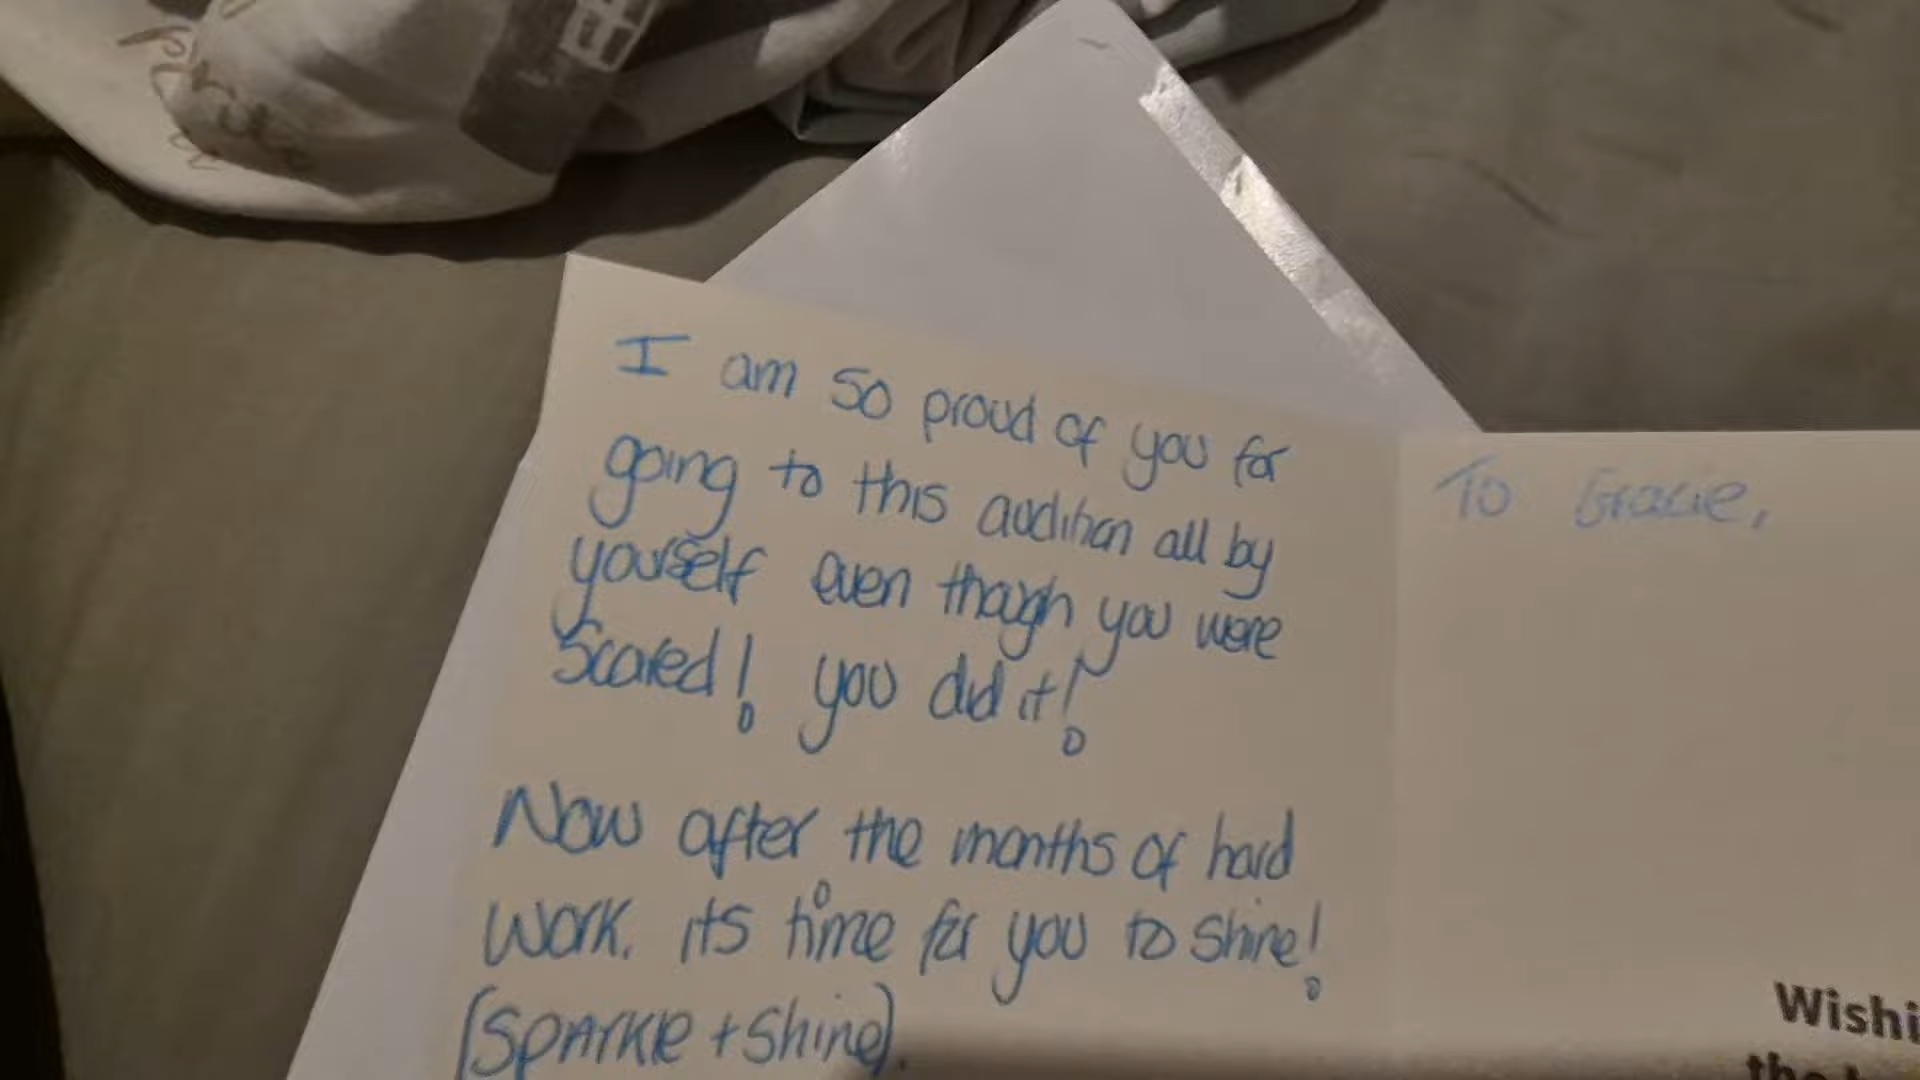 I am so proud of you for
going to this audition all by
yourself even though you were
Scared! you did it!
Now after the months of hard
work. its time for you to shine!
(SPArKle + Shine).
To Gracie,
Wishi
the